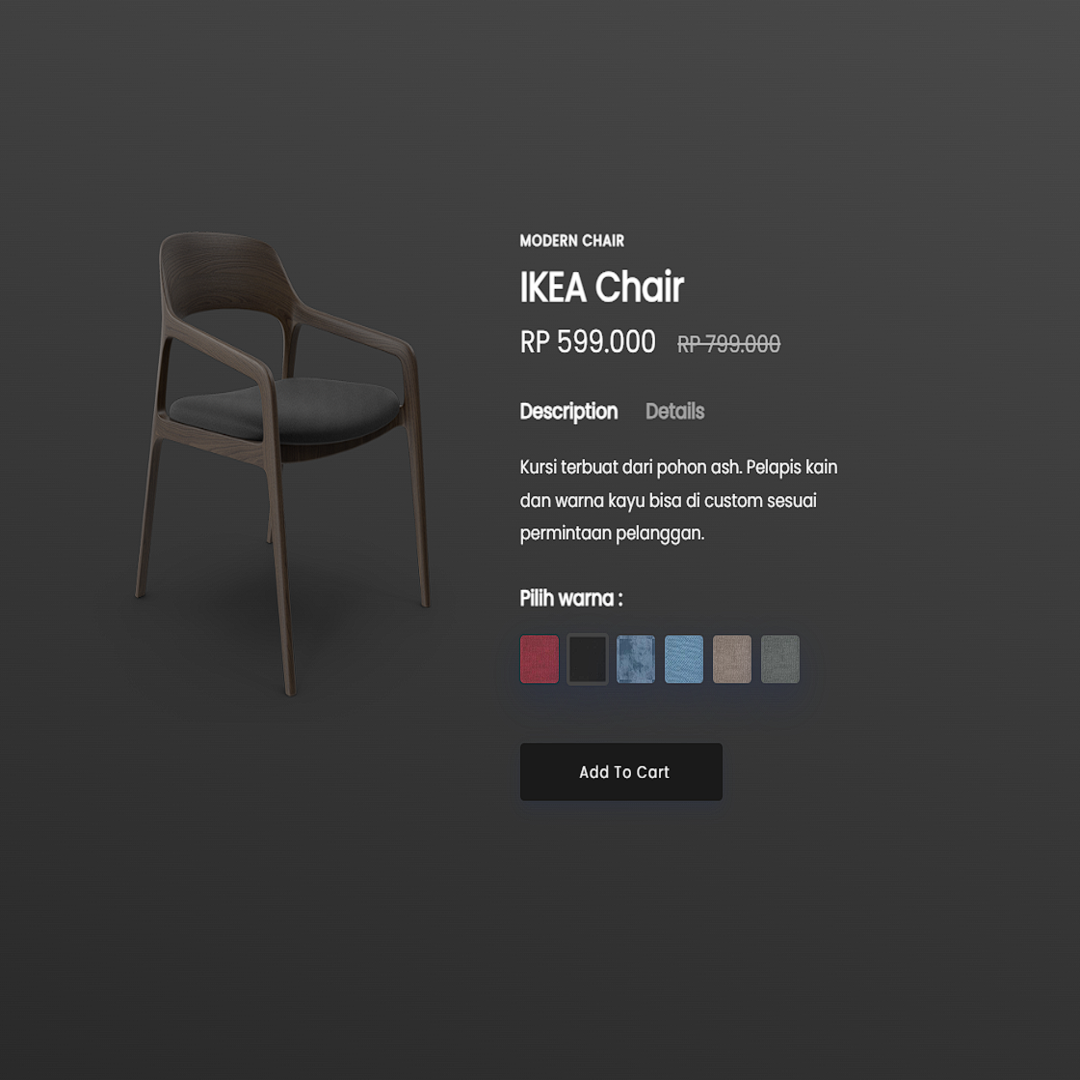 MODERN CHAIR
IKEA Chair
RP 599.000 RP 799.000
Description Details
Kursi terbuat dari pohon ash. Pelapis kain
dan warna kayu bisa di custom sesuai
permintaan pelanggan.
Pilih warna :
Add To Cart